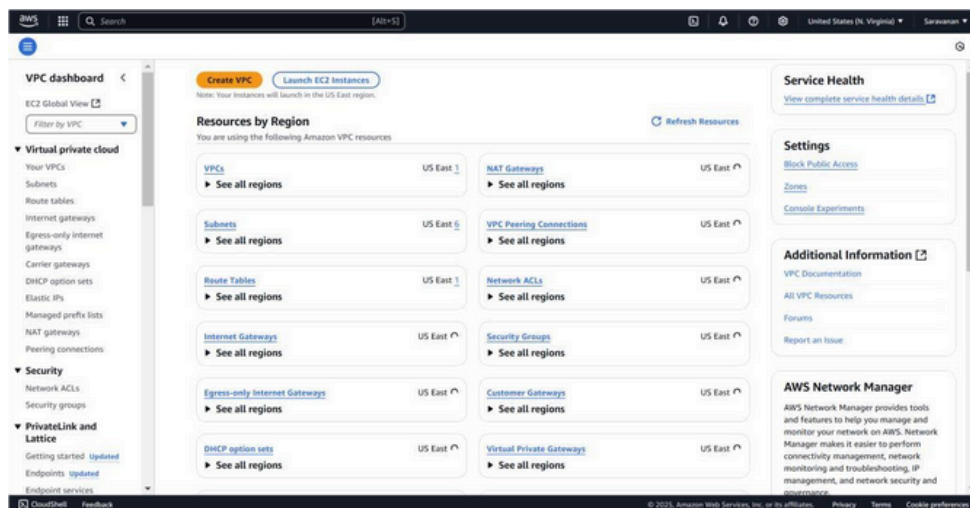 aws
Search
[Alt+S]
United States (N. Virginia)
Saravanan
VPC dashboard
EC2 Global View
Filter by VPC
Virtual private cloud
Your VPCs
Subnets
Route tables
Internet gateways
Egress-only internet
gateways
Carrier gateways
DHCP option sets
Elastic IPs
Managed prefix lists
NAT gateways
Peering connections
Security
Network ACLs
Security groups
PrivateLink and
Lattice
Getting started Updated
Endpoints Updated
Endpoint services
Create VPC
Launch EC2 Instances
Note: Your Instances will launch in the US East region.
Resources by Region
Refresh Resources
You are using the following Amazon VPC resources
VPCs
US East 1
See all regions
NAT Gateways
US East
See all regions
Subnets
US East 6
See all regions
VPC Peering Connections
US East
See all regions
Route Tables
US East 1
See all regions
Network ACLs
US East
See all regions
Internet Gateways
US East
See all regions
Security Groups
US East
See all regions
Egress-only Internet Gateways
US East
See all regions
Customer Gateways
US East
See all regions
DHCP option sets
US East
See all regions
Virtual Private Gateways
US East
See all regions
Service Health
View complete service health details
Settings
Block Public Access
Zones
Console Experiments
Additional Information
VPC Documentation
All VPC Resources
Forums
Report an Issue
AWS Network Manager
AWS Network Manager provides tools
and features to help you manage and
monitor your network on AWS. Network
Manager makes it easier to perform
connectivity management, network
monitoring and troubleshooting, IP
management, and network security and
governance.
CloudShell
Feedback
© 2025, Amazon Web Services, Inc. or its affiliates.
Privacy
Terms
Cookie preferences